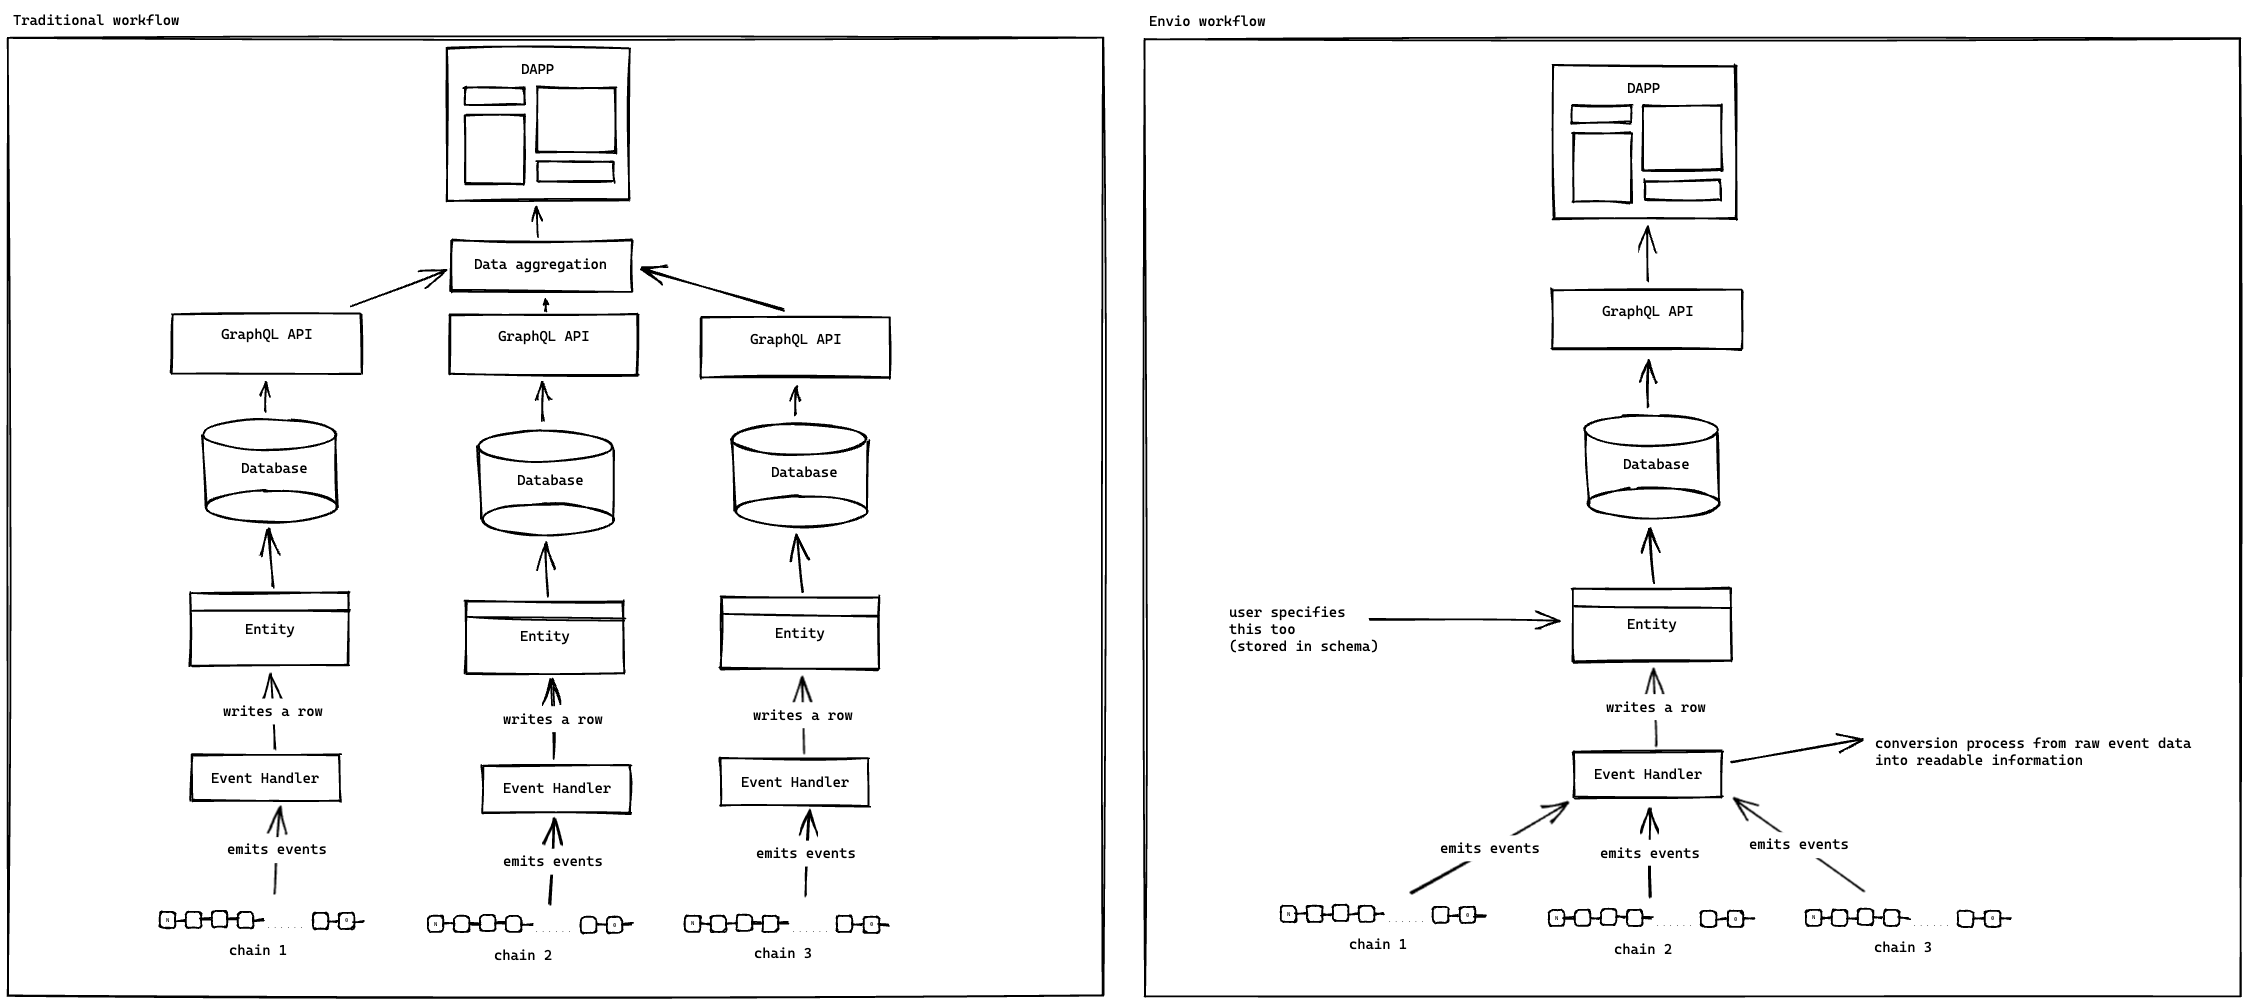 Traditional workflow
DAPP
Data aggregation
GraphQL API
GraphQL API
GraphQL API
Database
Database
Database
Entity
Entity
Entity
writes a row
writes a row
writes a row
Event Handler
Event Handler
Event Handler
emits events
emits events
emits events
chain 1
chain 2
chain 3
Envio workflow
DAPP
GraphQL API
Database
user specifies
this too
(stored in schema)
Entity
writes a row
Event Handler
conversion process from raw event data
into readable information
emits events
emits events
emits events
chain 1
chain 2
chain 3